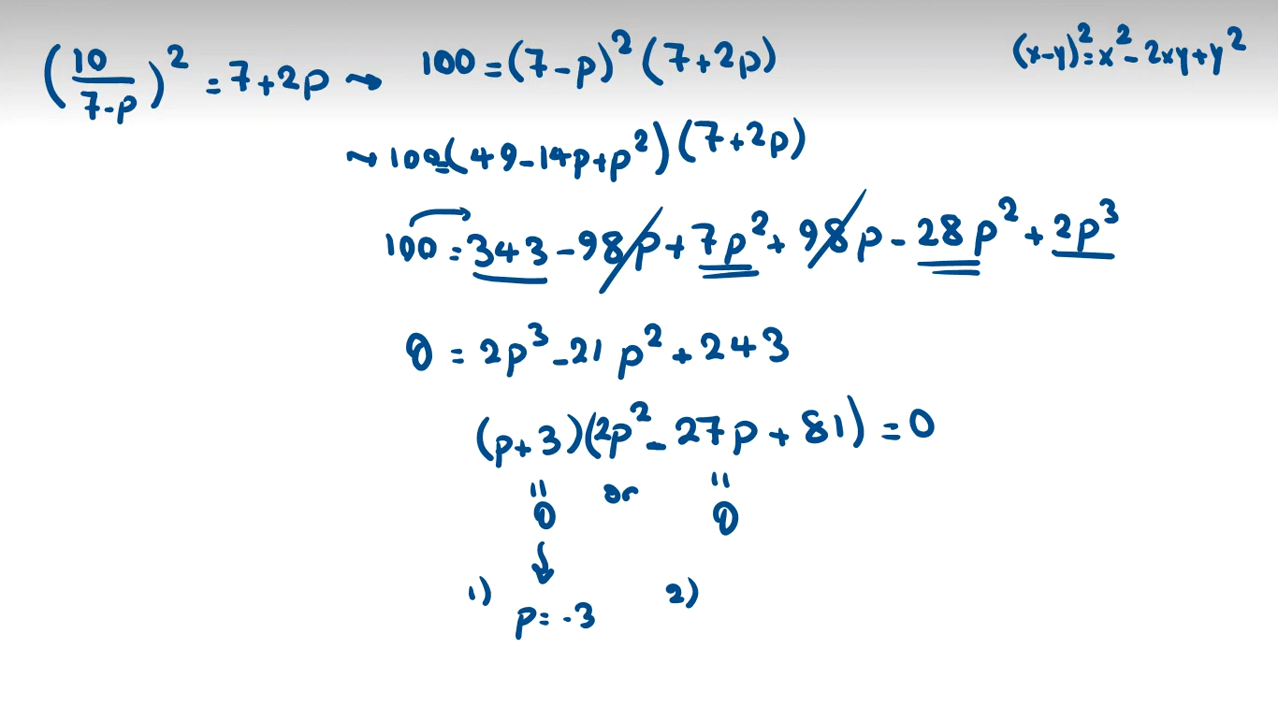 (10/7-p)² = 7+2p → 100 = (7-p)² (7+2p)
(x-y)² = x² - 2xy + y²
→ 100 = (49-14p+p²)(7+2p)
100 = 343 - 98p + 7p² + 98p - 28p² + 2p³
0 = 2p³ - 21p² + 243
(p+3)(2p² - 27p + 81) = 0
= or =
0 0
↓
1) 2)
p = -3